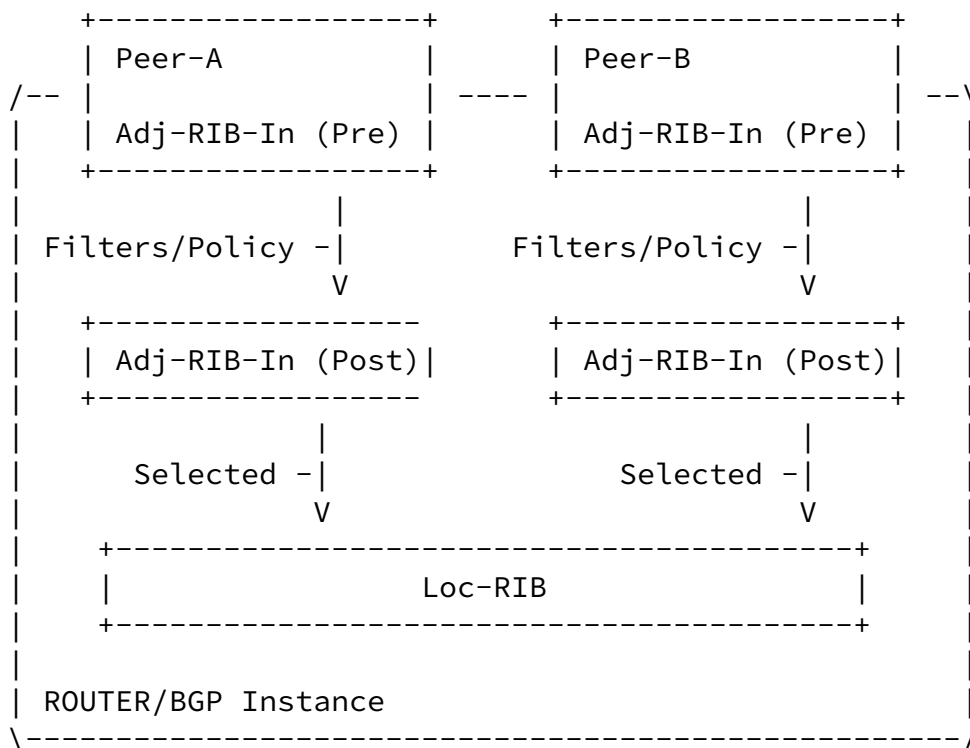 Peer-A Peer-B
Adj-RIB-In (Pre) Adj-RIB-In (Pre)
Filters/Policy Filters/Policy
V V
Adj-RIB-In (Post) Adj-RIB-In (Post)
Selected Selected
V V
Loc-RIB
ROUTER/BGP Instance